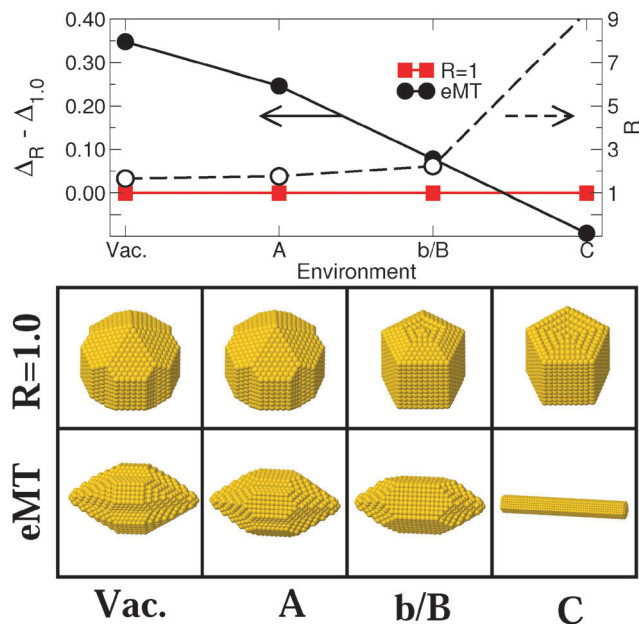 0.40
0.30
0.20
0.10
0.00
Δ_R - Δ_1.0
9
7
5
3
1
R
R=1
eMT
Vac.
A
b/B
C
Environment
R=1.0
eMT
Vac.
A
b/B
C